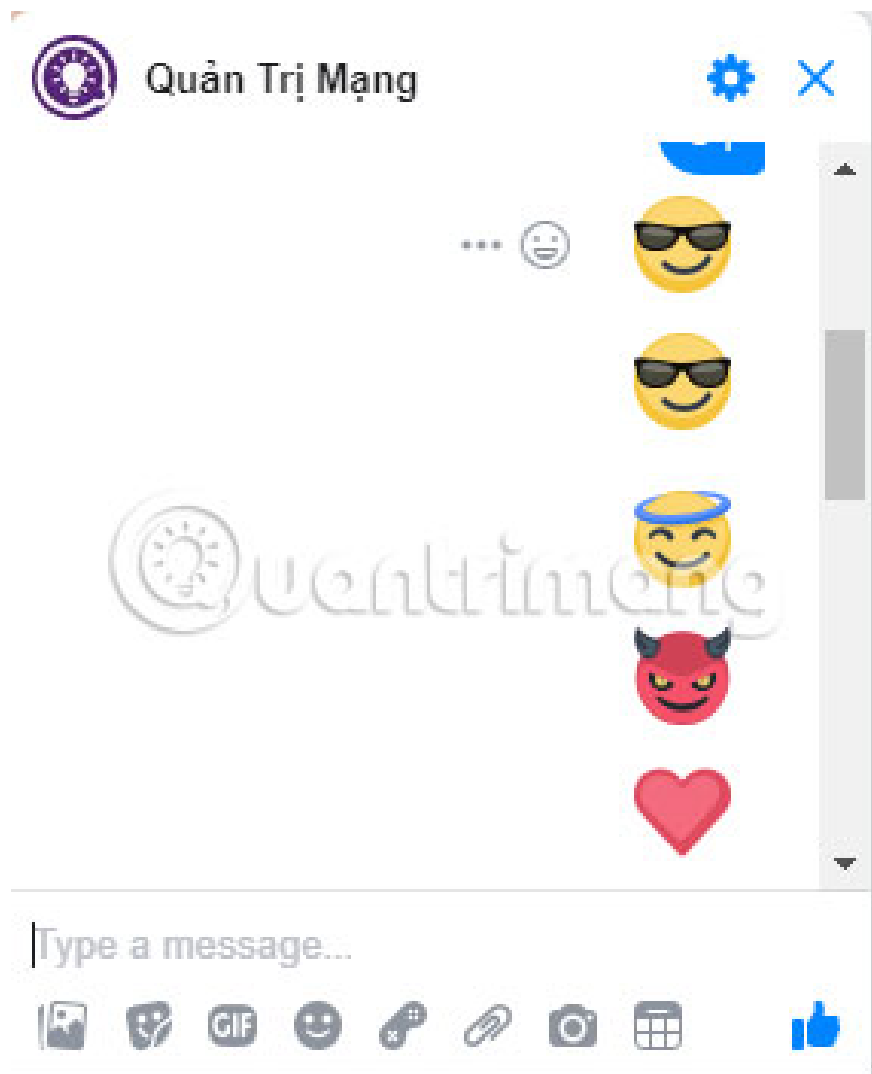 Quản Trị Mạng
Quantrimang
Type a message...
GIF